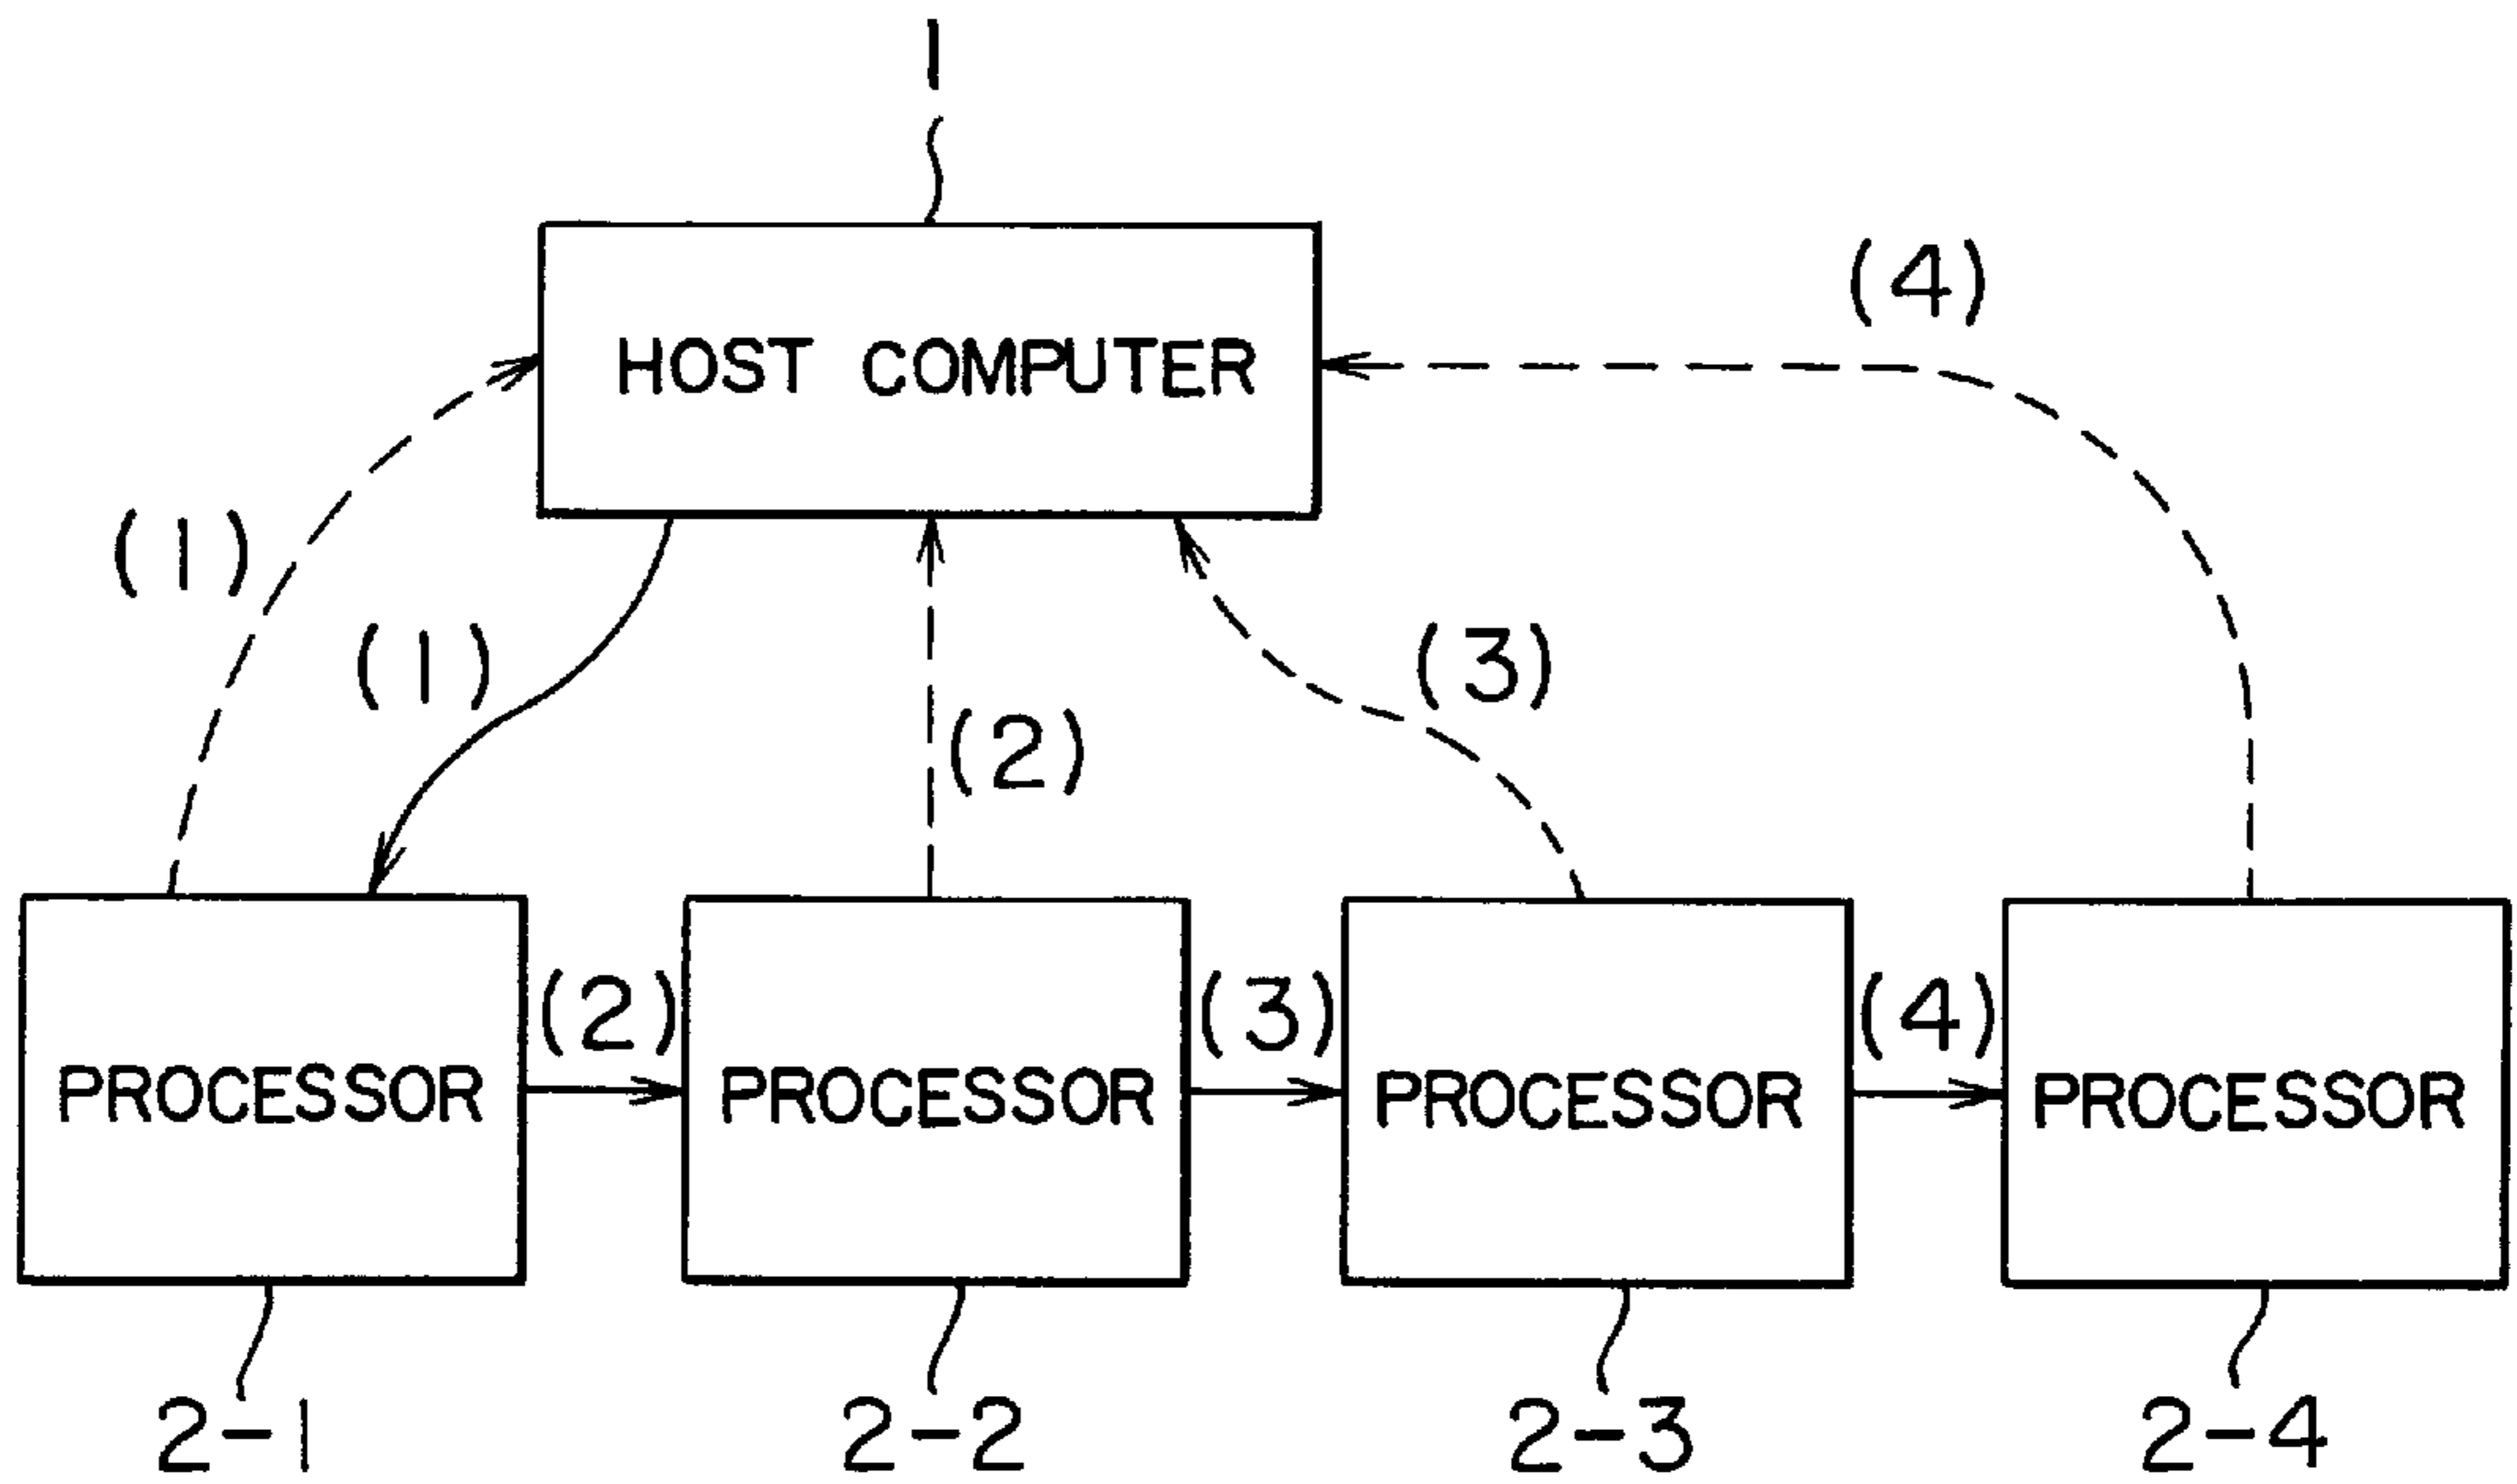 1
HOST COMPUTER
(4)
(1)
(1)
(3)
(2)
(2)
(3)
(4)
PROCESSOR
PROCESSOR
PROCESSOR
PROCESSOR
2-1
2-2
2-3
2-4